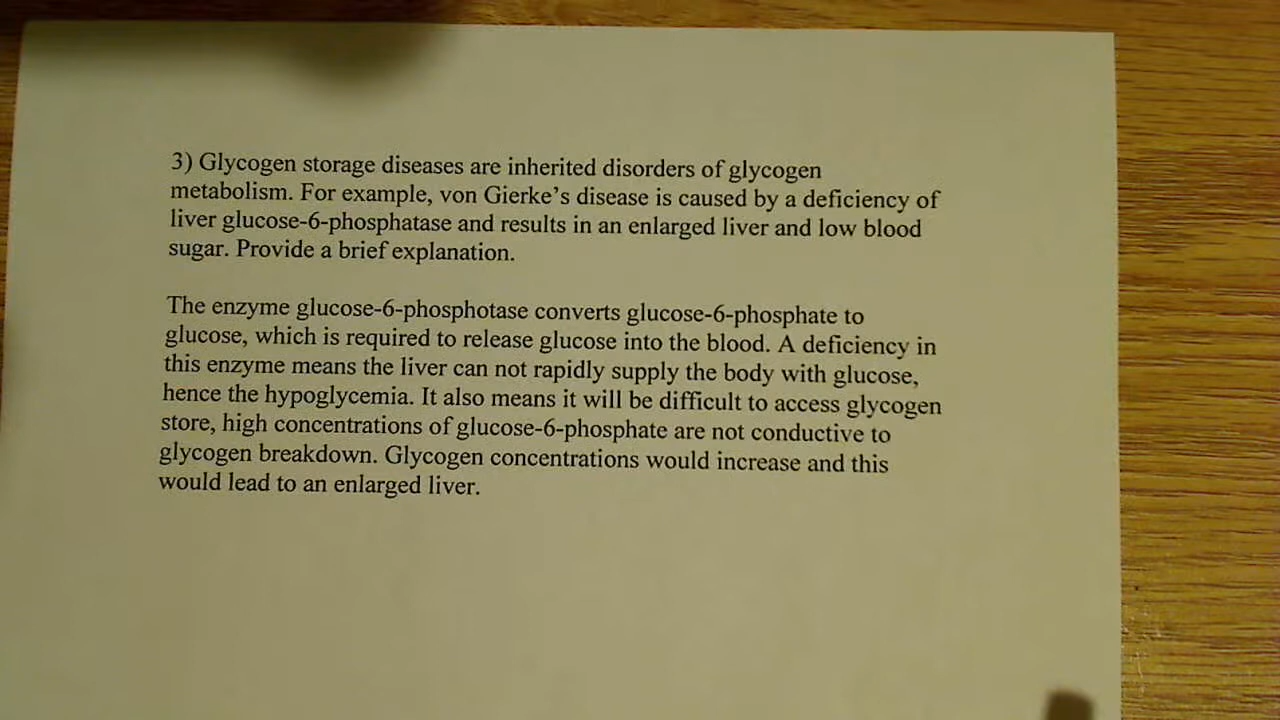 3) Glycogen storage diseases are inherited disorders of glycogen
metabolism. For example, von Gierke's disease is caused by a deficiency of
liver glucose-6-phosphatase and results in an enlarged liver and low blood
sugar. Provide a brief explanation.
The enzyme glucose-6-phosphotase converts glucose-6-phosphate to
glucose, which is required to release glucose into the blood. A deficiency in
this enzyme means the liver can not rapidly supply the body with glucose,
hence the hypoglycemia. It also means it will be difficult to access glycogen
store, high concentrations of glucose-6-phosphate are not conductive to
glycogen breakdown. Glycogen concentrations would increase and this
would lead to an enlarged liver.